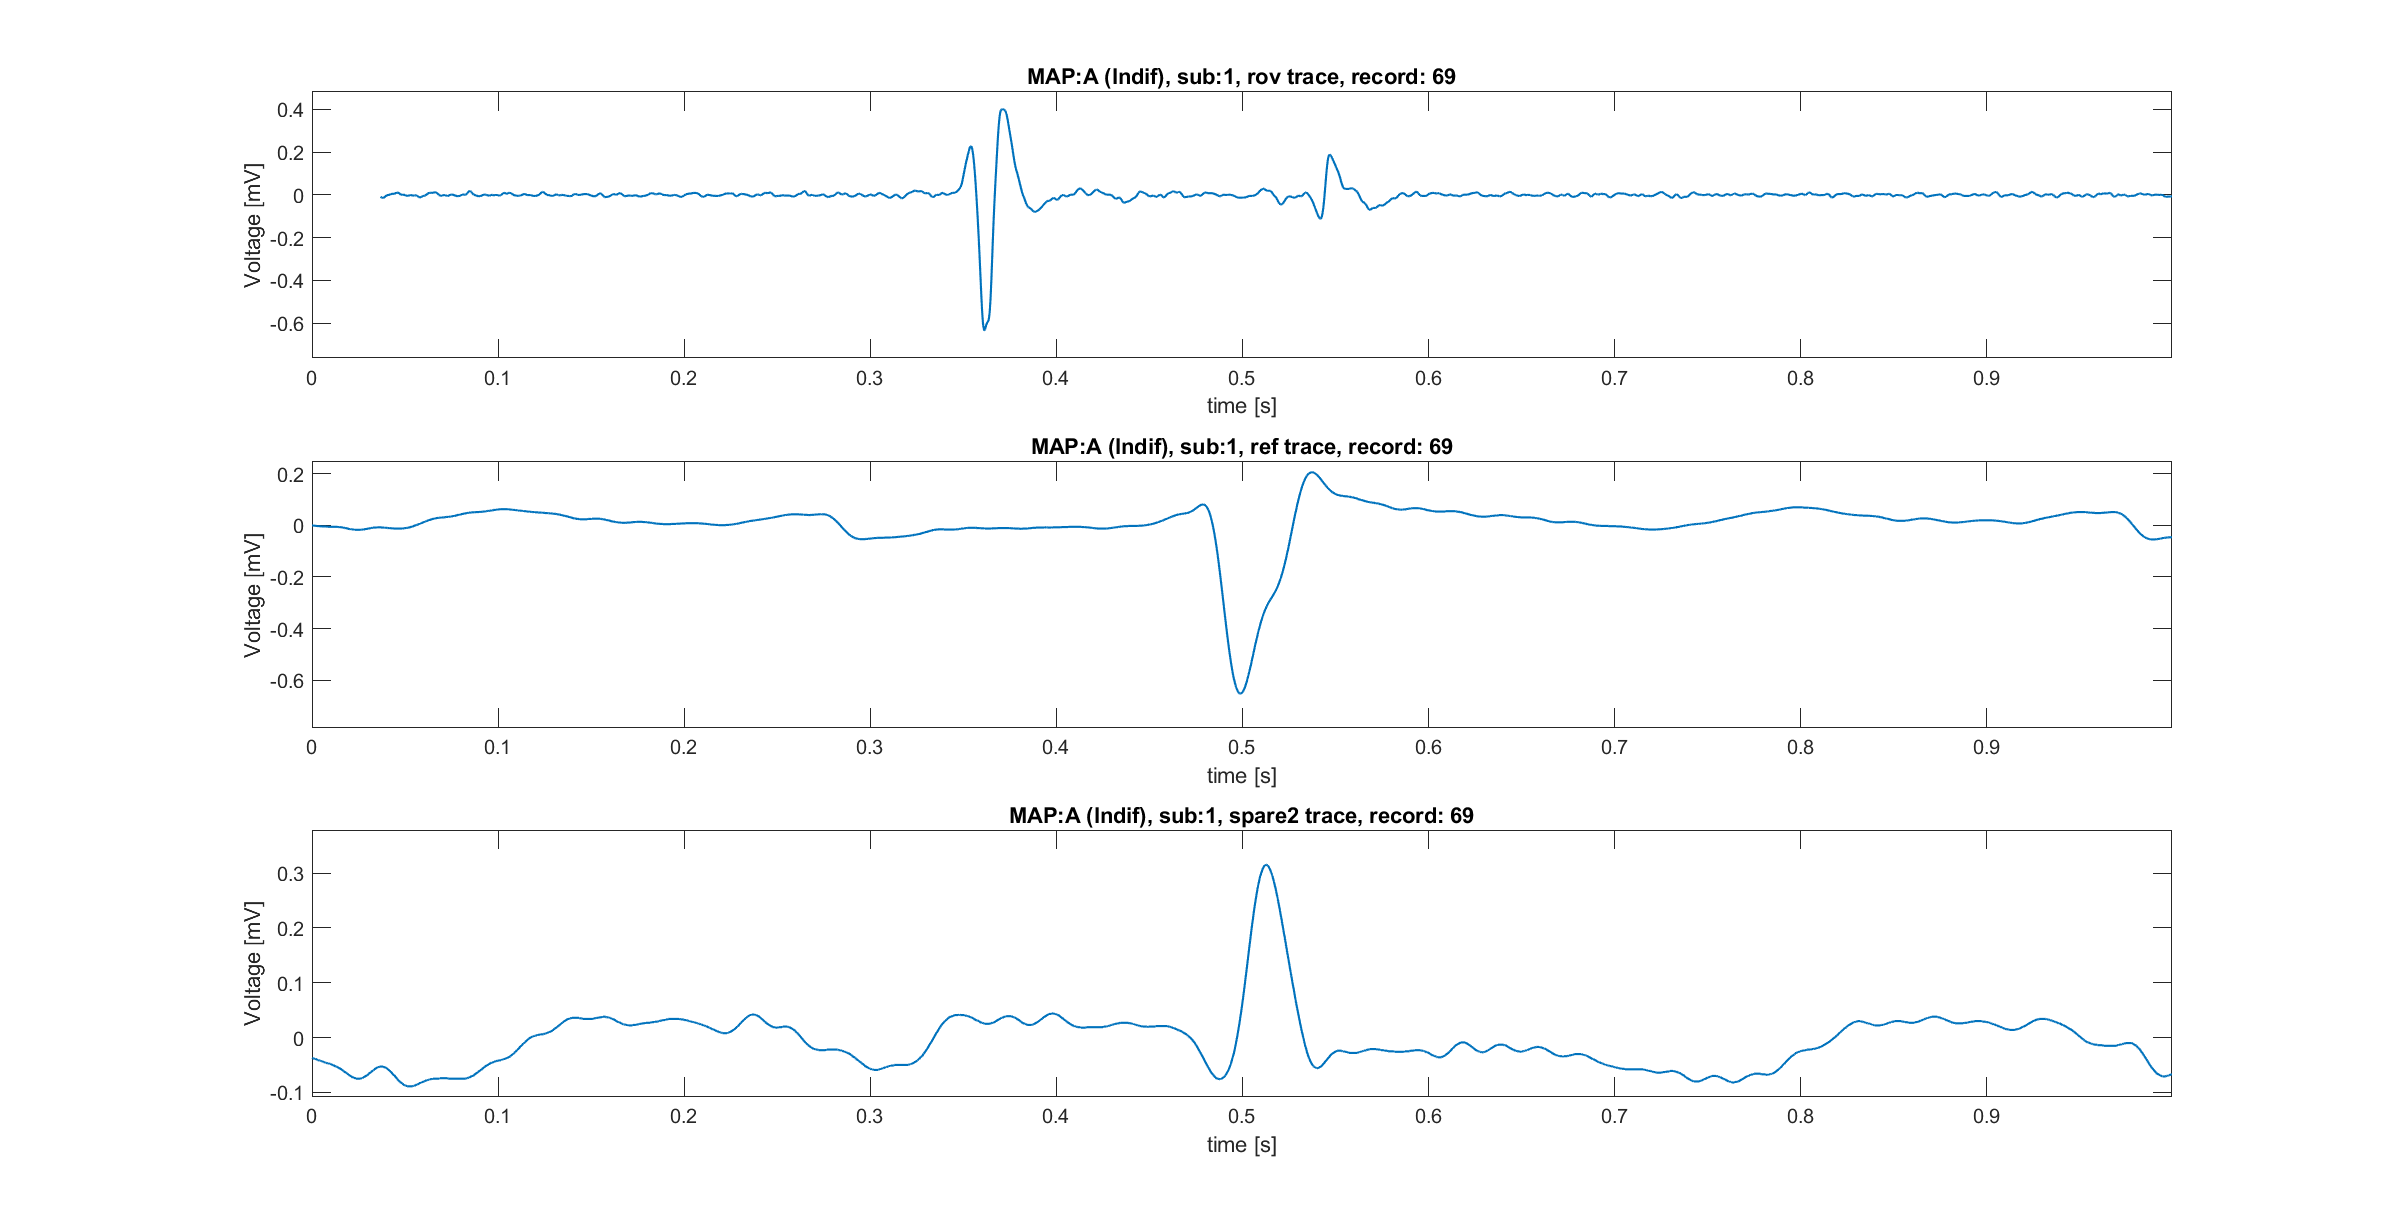 MAP:A (Indif), sub:1, rov trace, record: 69
Voltage [mV]
0.4
0.2
0
-0.2
-0.4
-0.6
0 0.1 0.2 0.3 0.4 0.5 0.6 0.7 0.8 0.9
time [s]
MAP:A (Indif), sub:1, ref trace, record: 69
Voltage [mV]
0.2
0
-0.2
-0.4
-0.6
0 0.1 0.2 0.3 0.4 0.5 0.6 0.7 0.8 0.9
time [s]
MAP:A (Indif), sub:1, spare2 trace, record: 69
Voltage [mV]
0.3
0.2
0.1
0
-0.1
0 0.1 0.2 0.3 0.4 0.5 0.6 0.7 0.8 0.9
time [s]